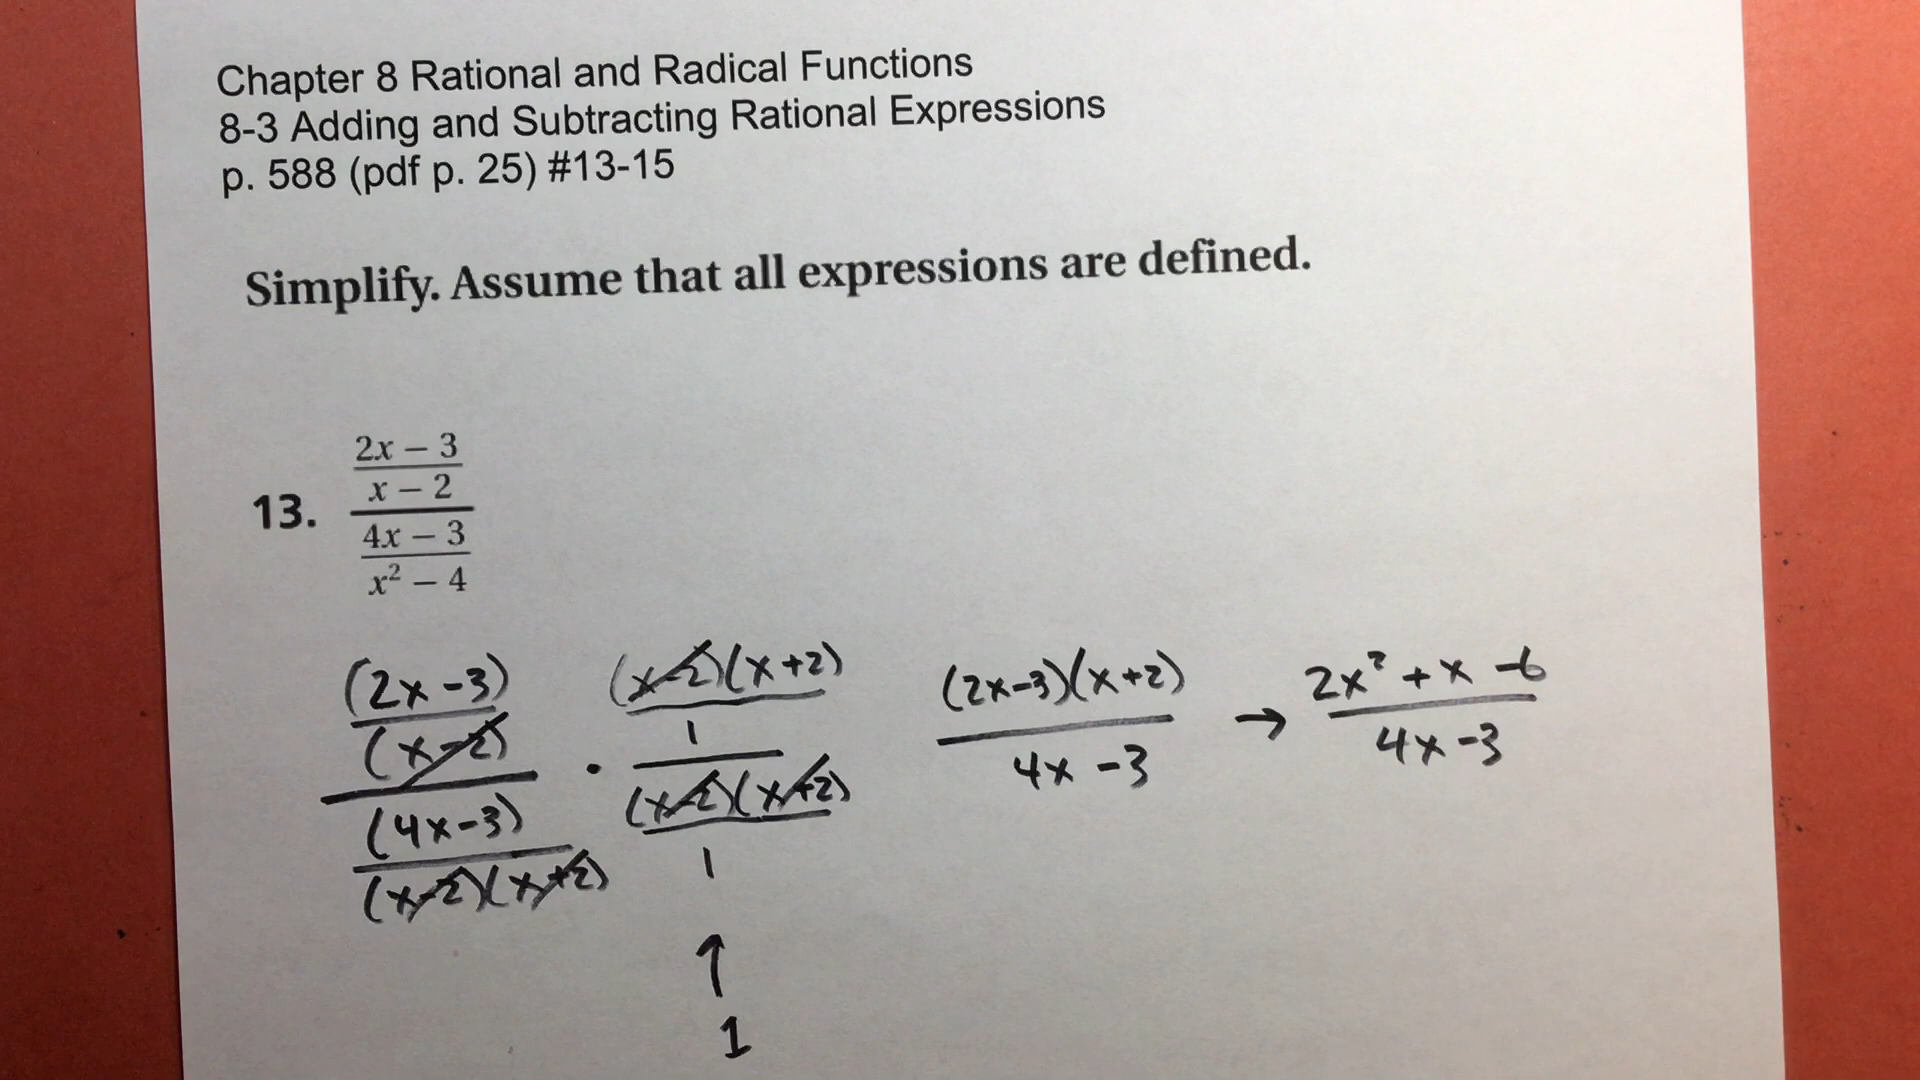 Chapter 8 Rational and Radical Functions
8-3 Adding and Subtracting Rational Expressions
p. 588 (pdf p. 25) #13-15
Simplify. Assume that all expressions are defined.
2x – 3
x – 2
13.
4x – 3
x² – 4
(2x-3) (x-2)(x+2) (2x-3)(x+2) → 2x²+x-6
(x-2) · 1 4x-3 4x-3
(4x-3) (x-2)(x+2)
(x-2)(x+2) 1
↑
1